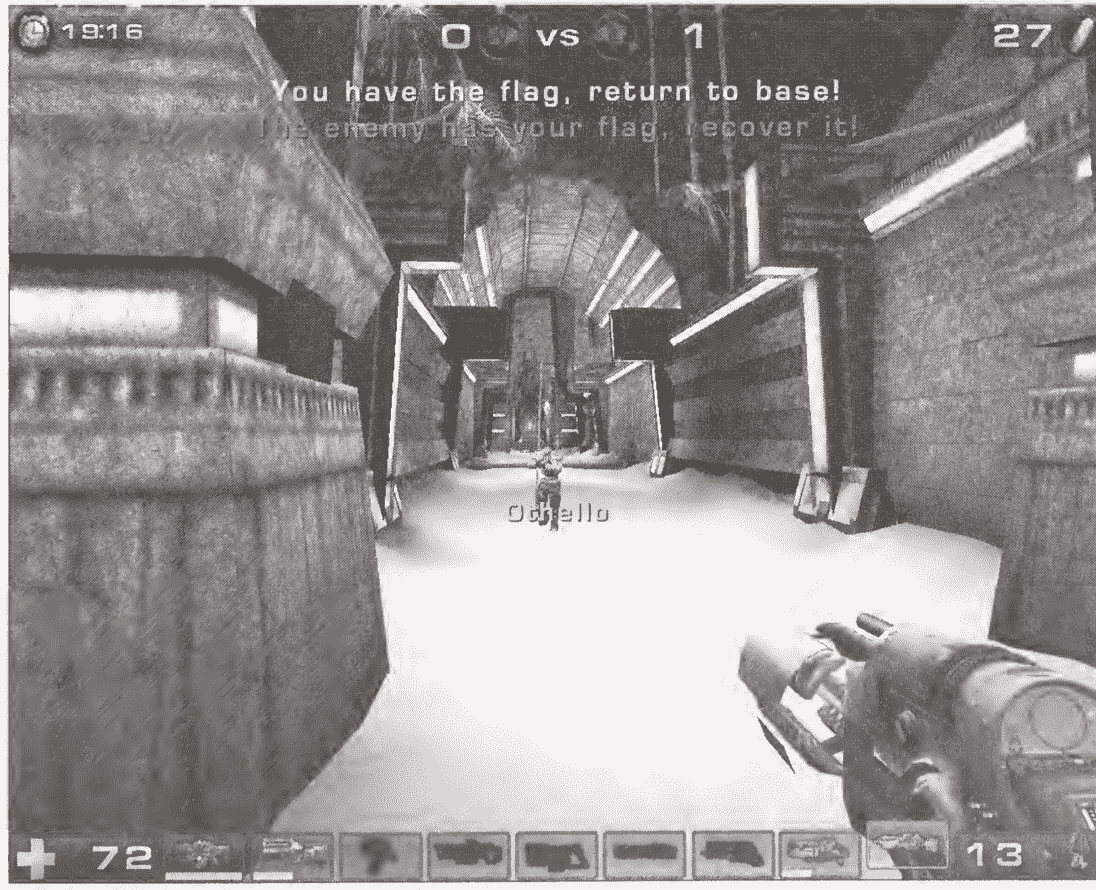 19:16
0 vs 1
27
You have the flag, return to base!
The enemy has your flag, recover it!
Othello
72
13